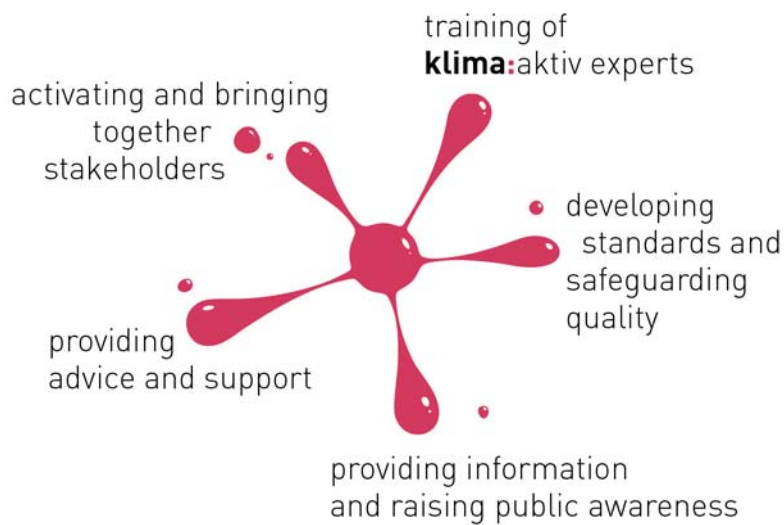 training of
klima:aktiv experts
activating and bringing
together
stakeholders
developing
standards and
safeguarding
quality
providing
advice and support
providing information
and raising public awareness